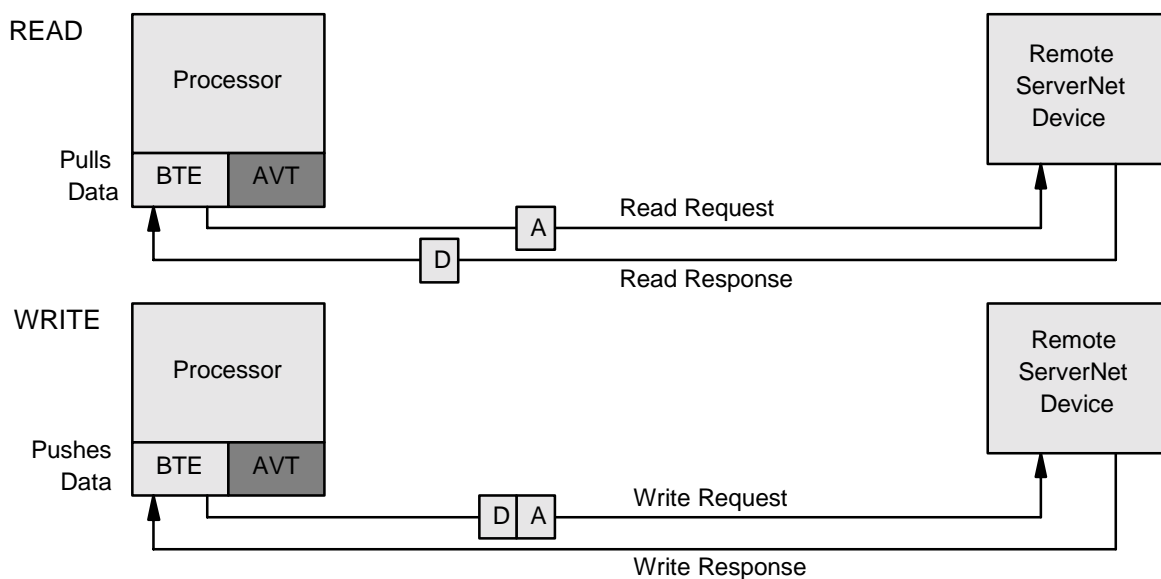 READ
Processor
Remote
ServerNet
Device
Pulls
Data
BTE
AVT
Read Request
A
D
Read Response
WRITE
Processor
Remote
ServerNet
Device
Pushes
Data
BTE
AVT
Write Request
D A
Write Response